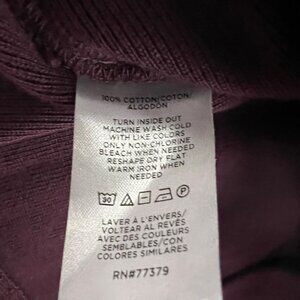 100% COTTON/COTON/
ALGODON
TURN INSIDE OUT
MACHINE WASH COLD
WITH LIKE COLORS
ONLY NON-CHLORINE
BLEACH WHEN NEEDED
RESHAPE DRY FLAT
WARM IRON WHEN
NEEDED
30
P
LAVER À L'ENVERS/
VOLTEAR AL REVÉS
AVEC DES COULEURS
SEMBLABLES/CON
COLORES SIMILARES
RN#77379